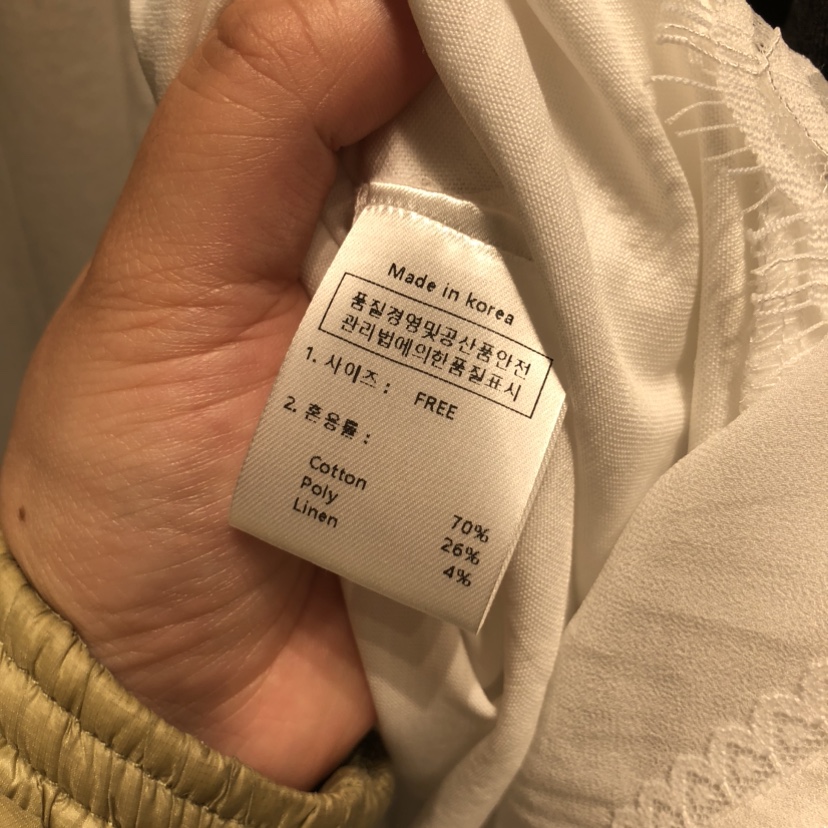 Made in korea
품질경영및공산품안전
관리법에의한품질표시
1. 사이즈 : FREE
2. 혼용률 :
Cotton 70%
Poly 26%
Linen 4%